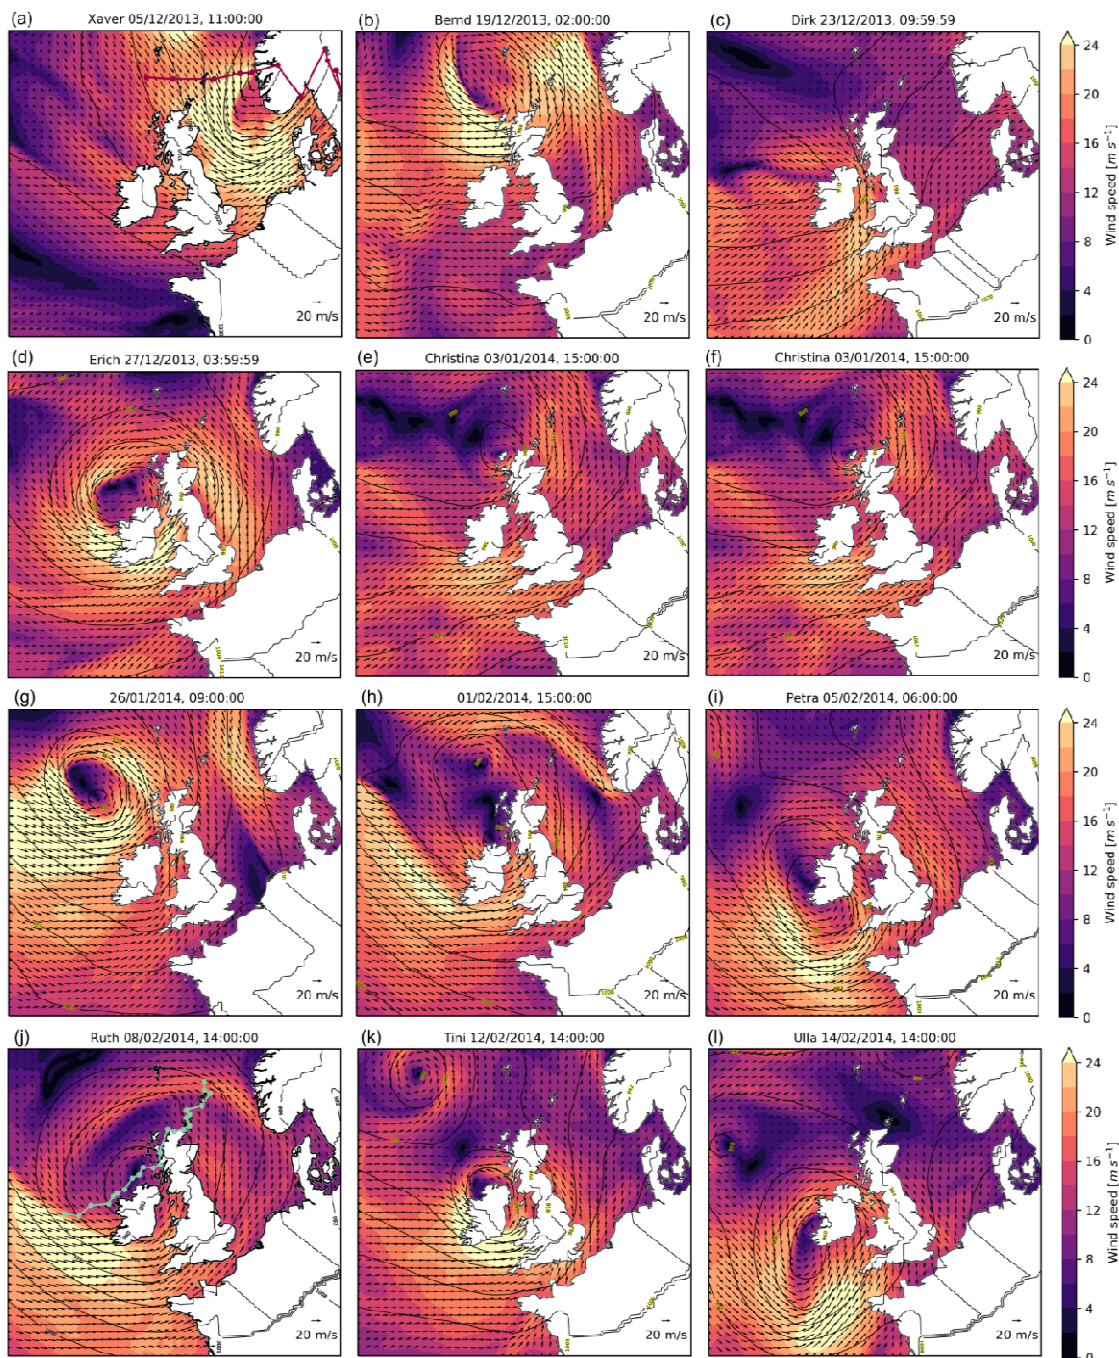 (a) Xaver 05/12/2013, 11:00:00
(b) Bernd 19/12/2013, 02:00:00
(c) Dirk 23/12/2013, 09:59:59
20 m/s
20 m/s
20 m/s
24
20
16
12
8
4
0
Wind speed [m s⁻¹]
(d) Erich 27/12/2013, 03:59:59
(e) Christina 03/01/2014, 15:00:00
(f) Christina 03/01/2014, 15:00:00
20 m/s
20 m/s
20 m/s
24
20
16
12
8
4
0
Wind speed [m s⁻¹]
(g) 26/01/2014, 09:00:00
(h) 01/02/2014, 15:00:00
(i) Petra 05/02/2014, 06:00:00
20 m/s
20 m/s
20 m/s
24
20
16
12
8
4
0
Wind speed [m s⁻¹]
(j) Ruth 08/02/2014, 14:00:00
(k) Tini 12/02/2014, 14:00:00
(l) Ulla 14/02/2014, 14:00:00
20 m/s
20 m/s
20 m/s
24
20
16
12
8
4
0
Wind speed [m s⁻¹]